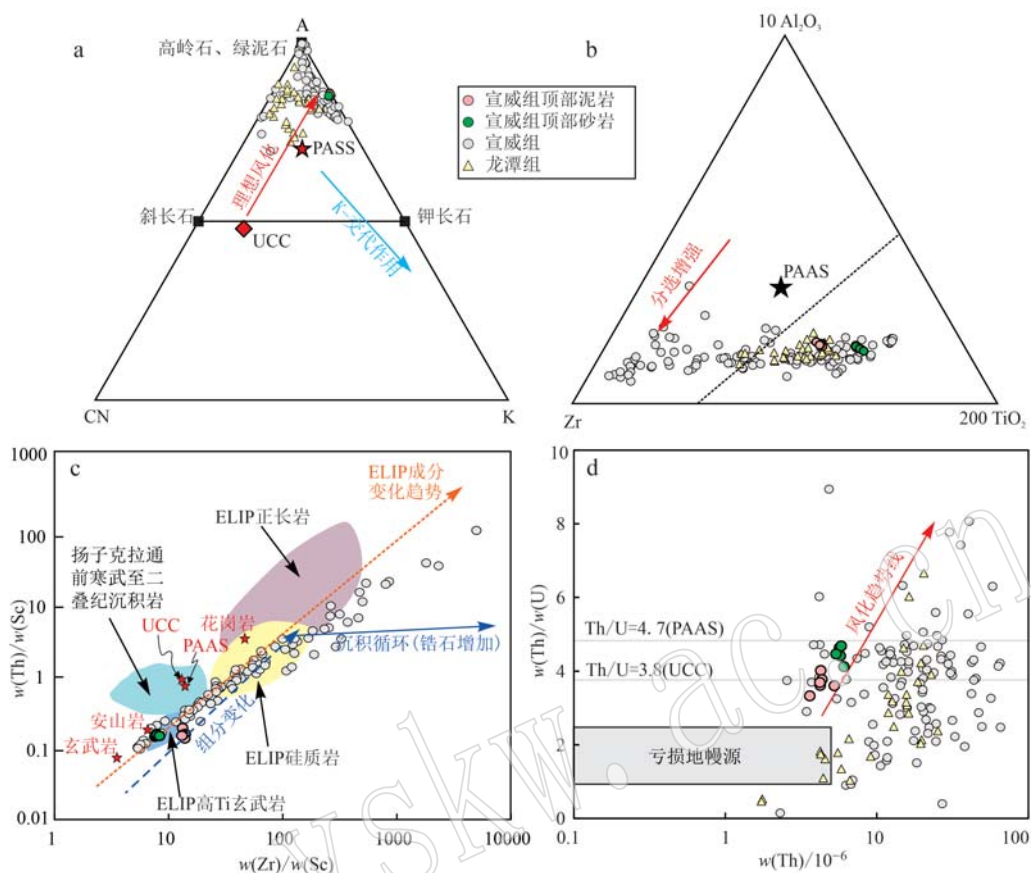 a
A
高岭石、绿泥石
PASS
理想风化
K-交代作用
斜长石
钾长石
UCC
CN
K
b
10 Al₂O₃
宣威组顶部泥岩
宣威组顶部砂岩
宣威组
龙潭组
分选增强
PAAS
Zr
200 TiO₂
c
1000
100
10
1
0.1
0.01
w(Th)/w(Sc)
ELIP成分
变化趋势
ELIP正长岩
扬子克拉通
前寒武至二
叠纪沉积岩
UCC
花岗岩
PAAS
沉积循环(锆石增加)
安山岩
玄武岩
组分变化
ELIP硅质岩
ELIP高Ti玄武岩
1
10
100
1000
10000
w(Zr)/w(Sc)
d
10
8
6
4
2
0
w(Th)/w(U)
风化趋势线
Th/U=4.7(PAAS)
Th/U=3.8(UCC)
亏损地幔源
0.1
1
10
100
w(Th)/10⁻⁶